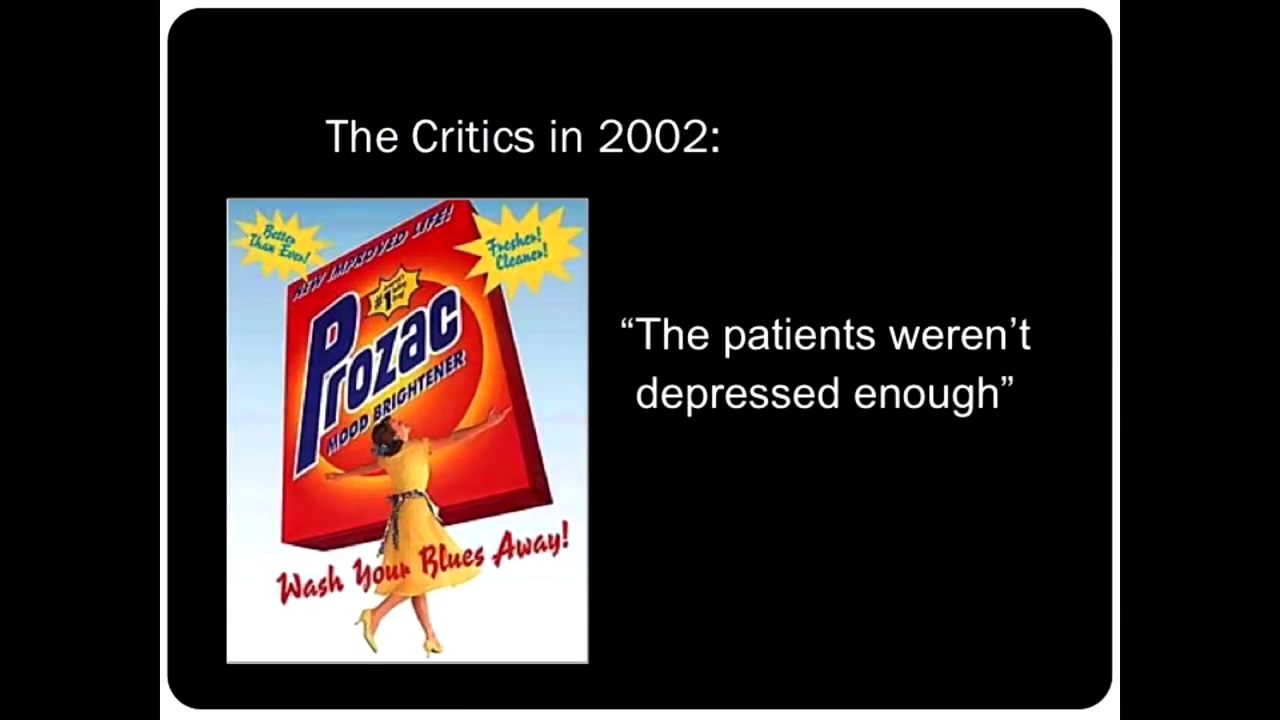 The Critics in 2002:
Better
Than Ever!
NEW IMPROVED LIFE!
Fresher!
Cleaner!
#1
Prozac
MOOD BRIGHTENER
Wash Your Blues Away!
“The patients weren’t
depressed enough”